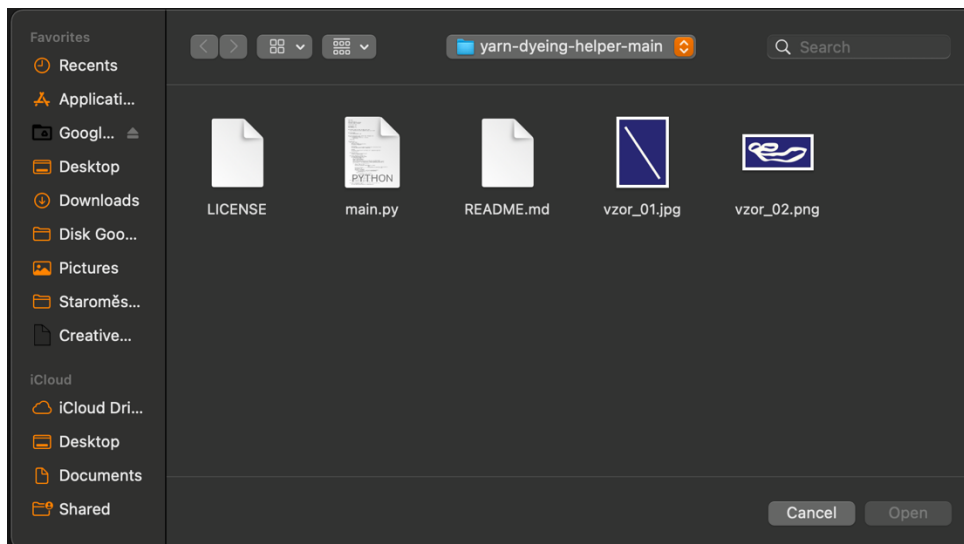 Favorites
Recents
Applicati...
Googl...
Desktop
Downloads
Disk Goo...
Pictures
Staroměs...
Creative...
iCloud
iCloud Dri...
Desktop
Documents
Shared
yarn-dyeing-helper-main
Search
PYTHON
LICENSE
main.py
README.md
vzor_01.jpg
vzor_02.png
Cancel
Open